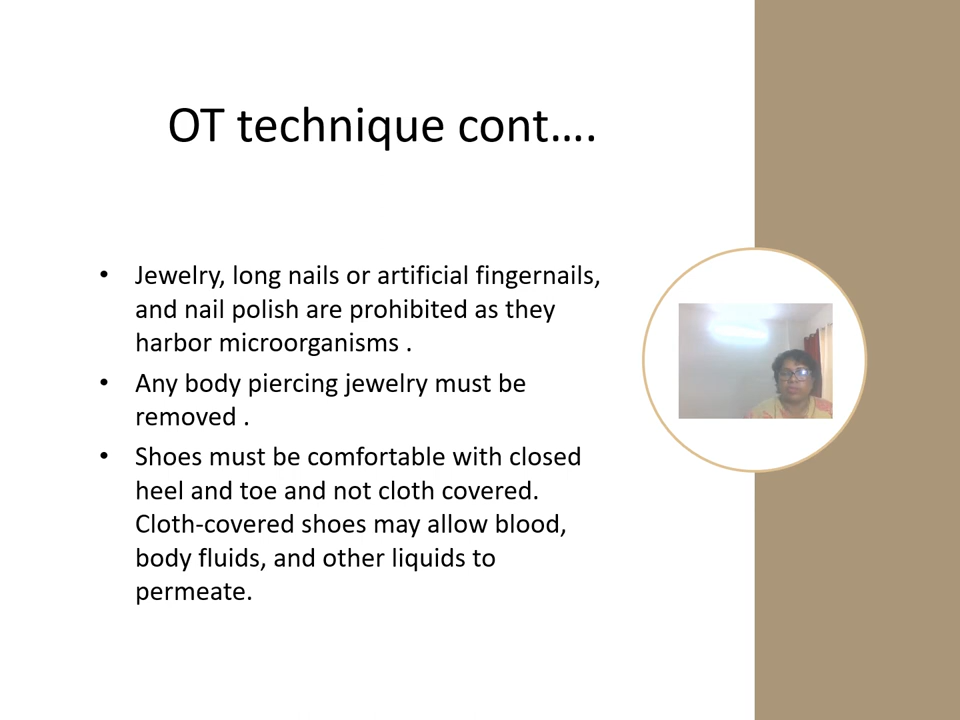 OT technique cont....
• Jewelry, long nails or artificial fingernails,
and nail polish are prohibited as they
harbor microorganisms .
• Any body piercing jewelry must be
removed .
• Shoes must be comfortable with closed
heel and toe and not cloth covered.
Cloth-covered shoes may allow blood,
body fluids, and other liquids to
permeate.